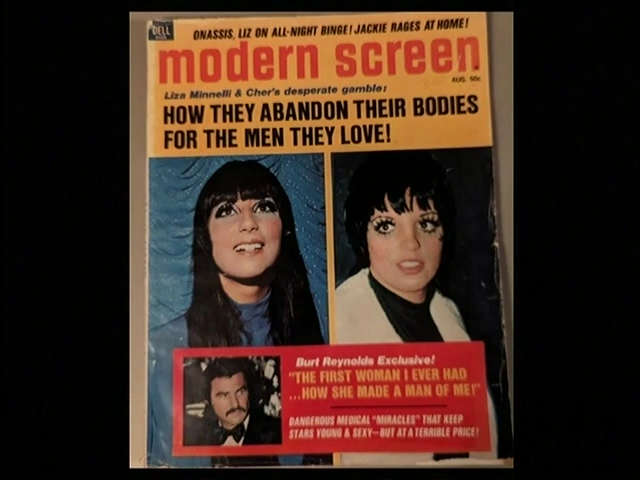 DELL
ONASSIS, LIZ ON ALL-NIGHT BINGE! JACKIE RAGES AT HOME!
modern screen
AUG. 50c
Liza Minnelli & Cher's desperate gamble:
HOW THEY ABANDON THEIR BODIES
FOR THE MEN THEY LOVE!
Burt Reynolds Exclusive!
"THE FIRST WOMAN I EVER HAD
...HOW SHE MADE A MAN OF ME!"
DANGEROUS MEDICAL "MIRACLES" THAT KEEP
STARS YOUNG & SEXY—BUT AT A TERRIBLE PRICE!